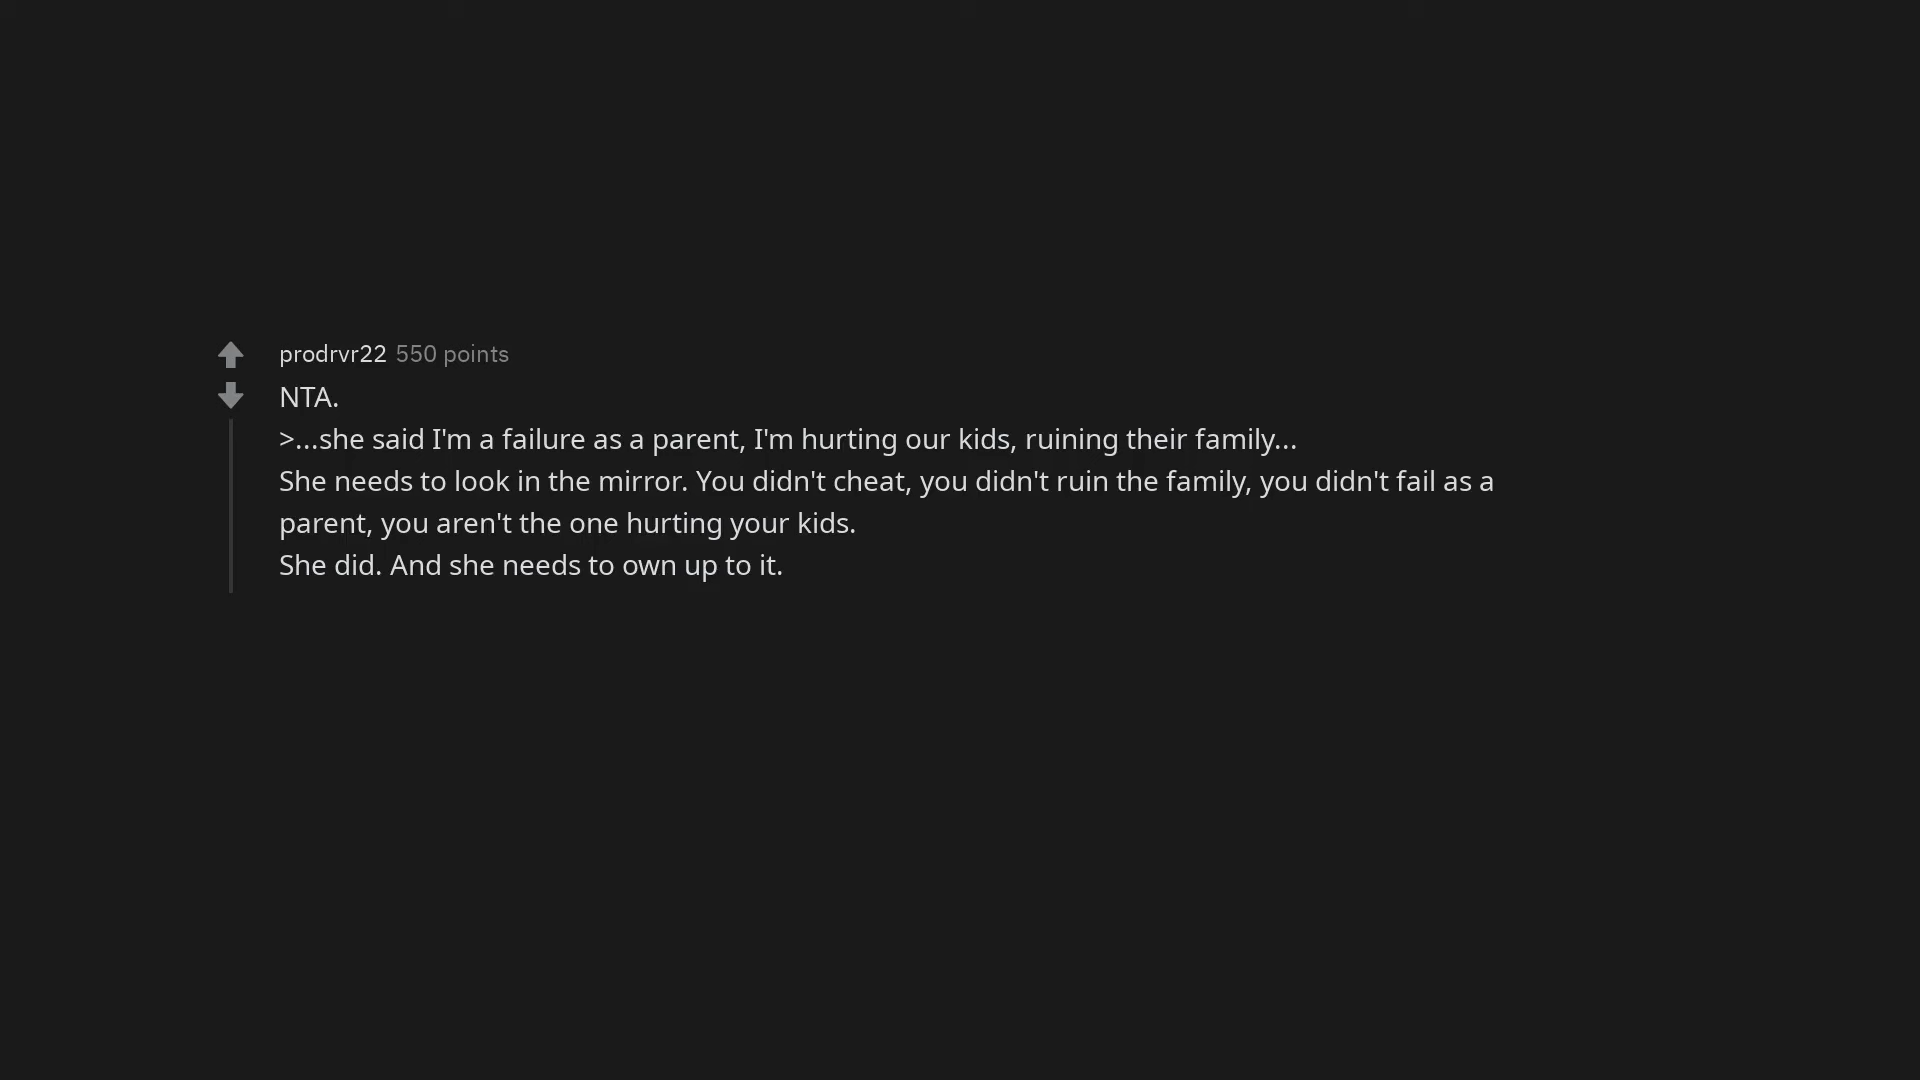 prodrvr22 550 points
NTA.
>...she said I'm a failure as a parent, I'm hurting our kids, ruining their family...
She needs to look in the mirror. You didn't cheat, you didn't ruin the family, you didn't fail as a
parent, you aren't the one hurting your kids.
She did. And she needs to own up to it.